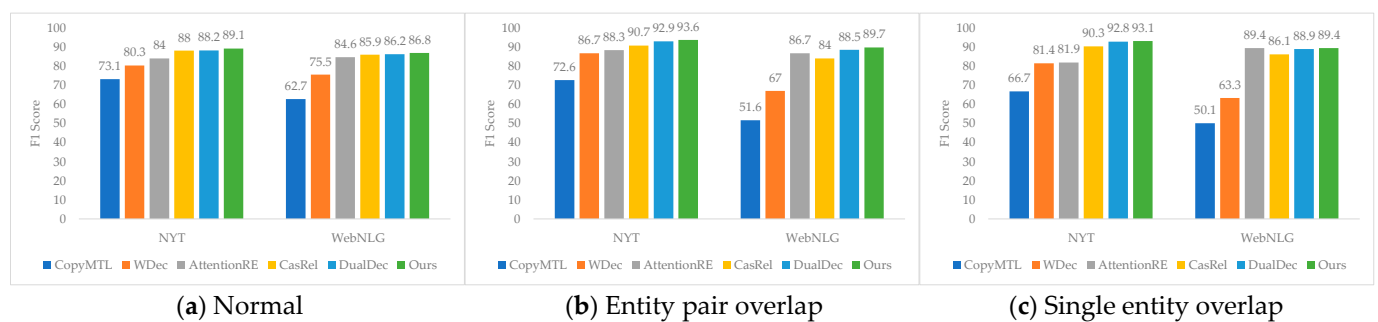 100
90
80
70
60
50
40
30
20
10
0
F1 Score
73.1 80.3 84 88 88.2 89.1
62.7 75.5 84.6 85.9 86.2 86.8
NYT WebNLG
CopyMTL WDec AttentionRE CasRel DualDec Ours
(a) Normal
100
90
80
70
60
50
40
30
20
10
0
F1 Score
72.6 86.7 88.3 90.7 92.9 93.6
51.6 67 86.7 84 88.5 89.7
NYT WebNLG
CopyMTL WDec AttentionRE CasRel DualDec Ours
(b) Entity pair overlap
100
90
80
70
60
50
40
30
20
10
0
F1 Score
66.7 81.4 81.9 90.3 92.8 93.1
50.1 63.3 89.4 86.1 88.9 89.4
NYT WebNLG
CopyMTL WDec AttentionRE CasRel DualDec Ours
(c) Single entity overlap